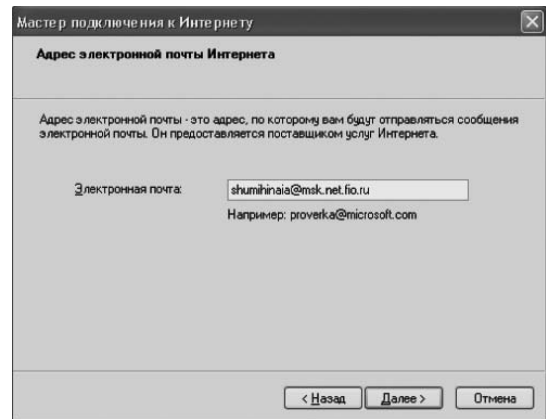 Мастер подключения к Интернету
Адрес электронной почты Интернета
Адрес электронной почты - это адрес, по которому вам будут отправляться сообщения
электронной почты. Он предоставляется поставщиком услуг Интернета.
Электронная почта: shumihinaia@msk.net.fio.ru
Например: proverka@microsoft.com
< Назад Далее > Отмена